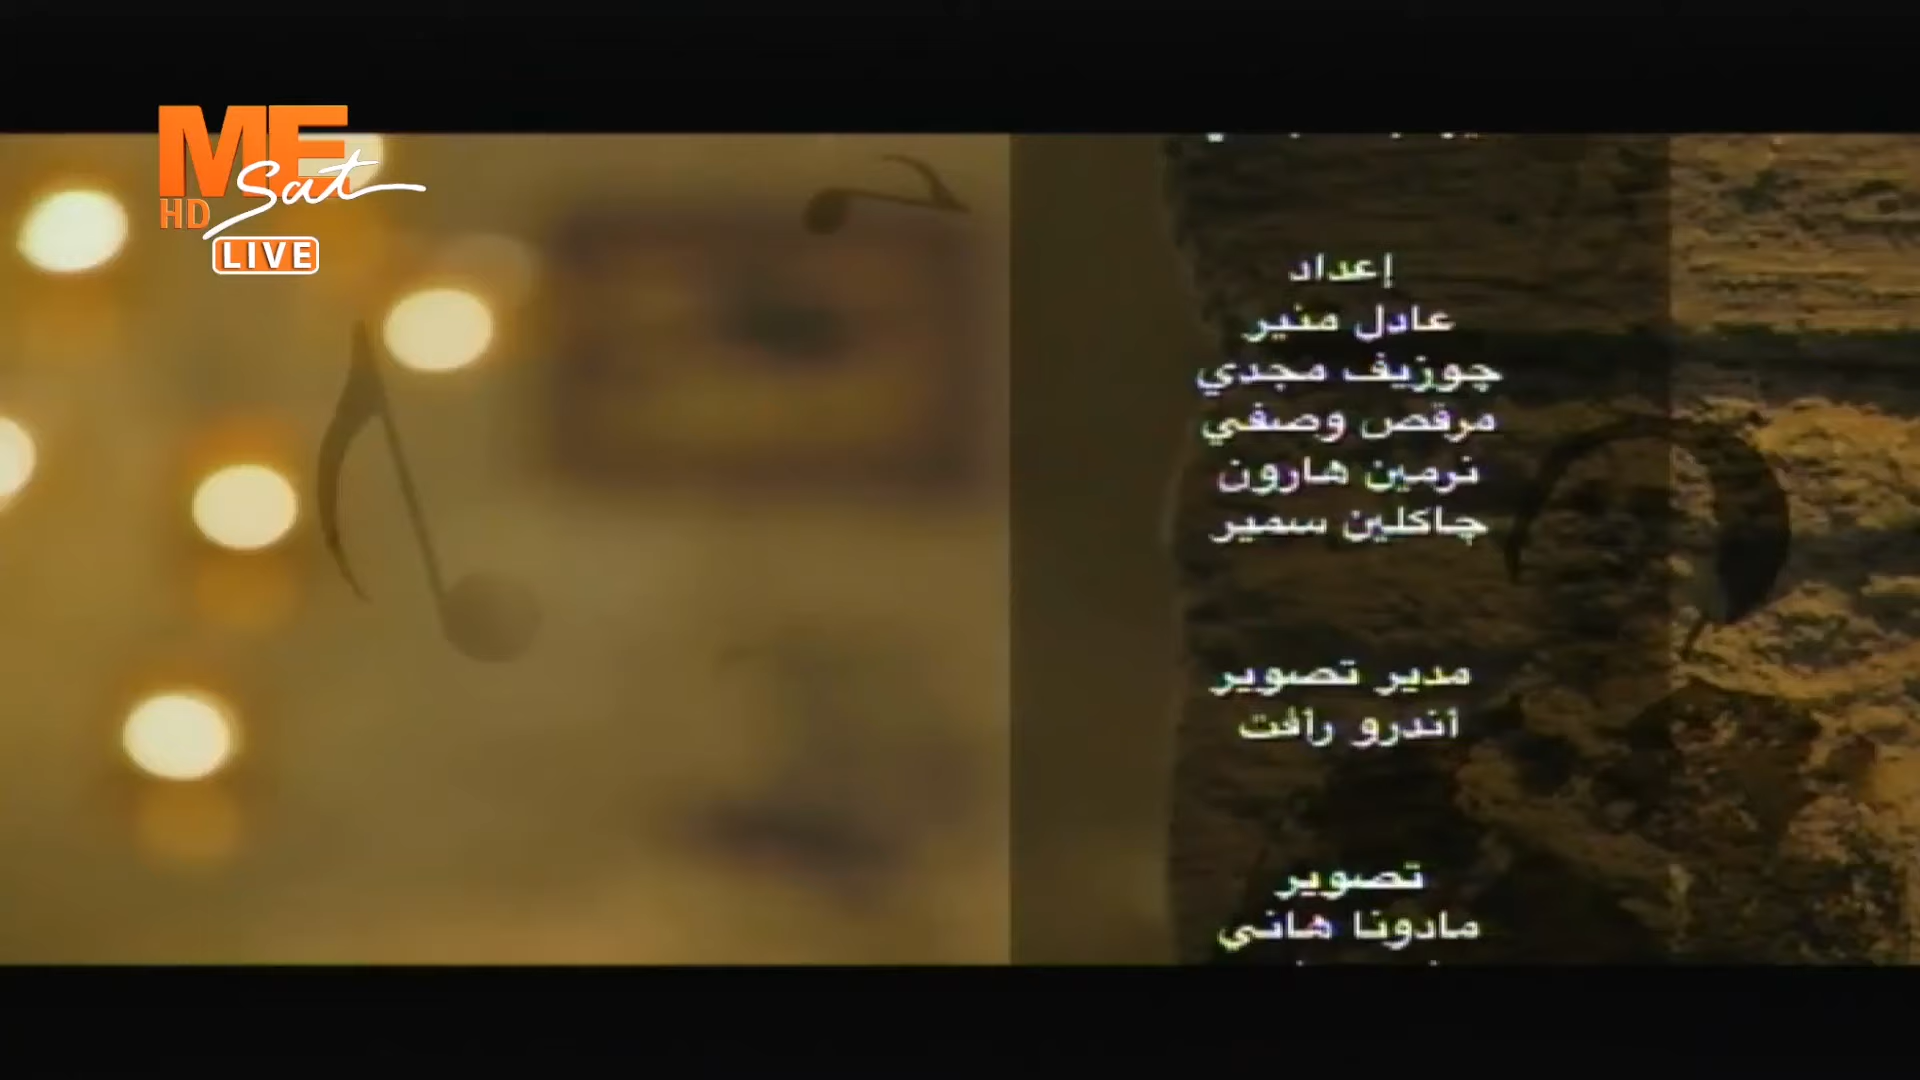 ME
Sat
HD
LIVE
إعداد
عادل منير
جوزيف مجدي
مرقص وصفي
نرمين هارون
چاكلين سمير
مدير تصوير
أندرو رأفت
تصوير
مادونا هاني